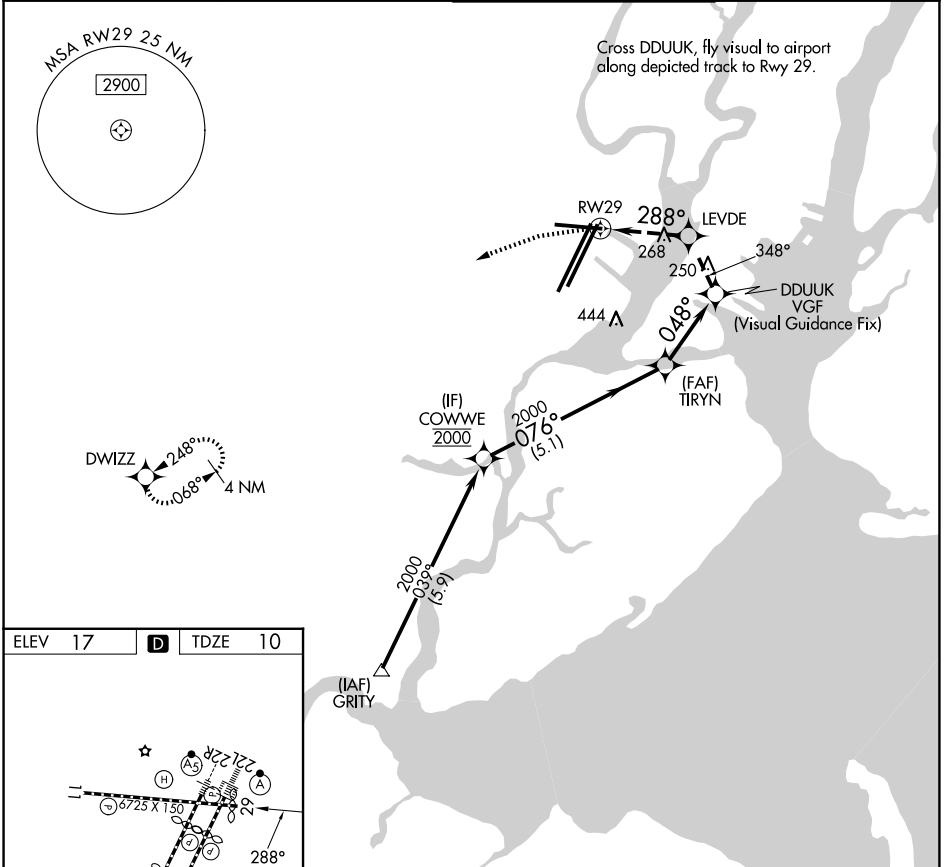 MSA RW29 25 NM
2900
Cross DDUUK, fly visual to airport
along depicted track to Rwy 29.
RW29
288°
LEVDE
268
250
348°
DDUUK
VGF
(Visual Guidance Fix)
444
048°
(FAF)
TIRYN
(IF)
COWWE
2000
2000
076°
(5.1)
DWIZZ
248°
068°
4 NM
2000
039°
(5.9)
(IAF)
GRITY
ELEV 17
D
TDZE 10
22R
22L
A5
A
H
P
11
P
6725 X 150
29
P
P
288°